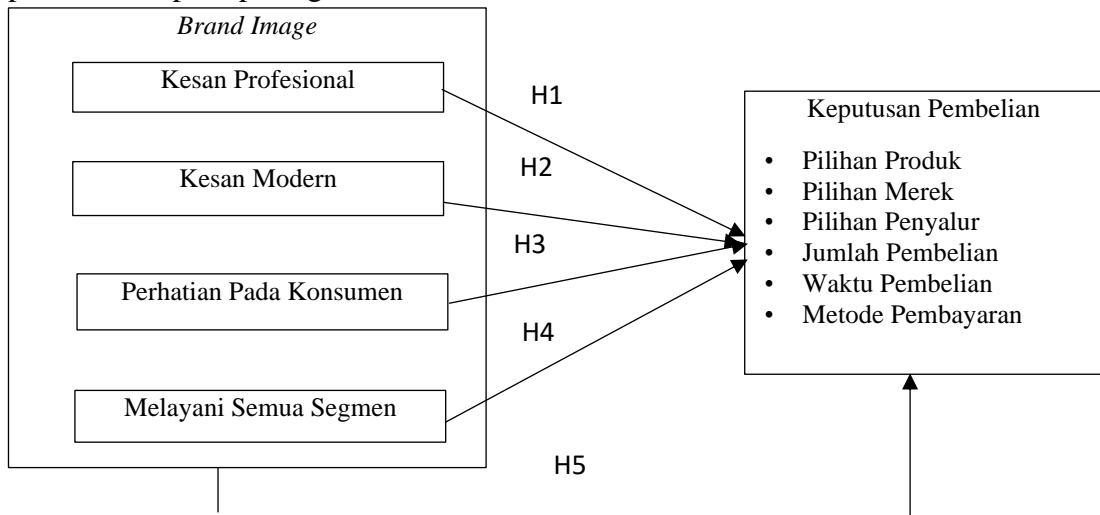 Brand Image
Kesan Profesional
Kesan Modern
Perhatian Pada Konsumen
Melayani Semua Segmen
H1
H2
H3
H4
H5
Keputusan Pembelian
• Pilihan Produk
• Pilihan Merek
• Pilihan Penyalur
• Jumlah Pembelian
• Waktu Pembelian
• Metode Pembayaran